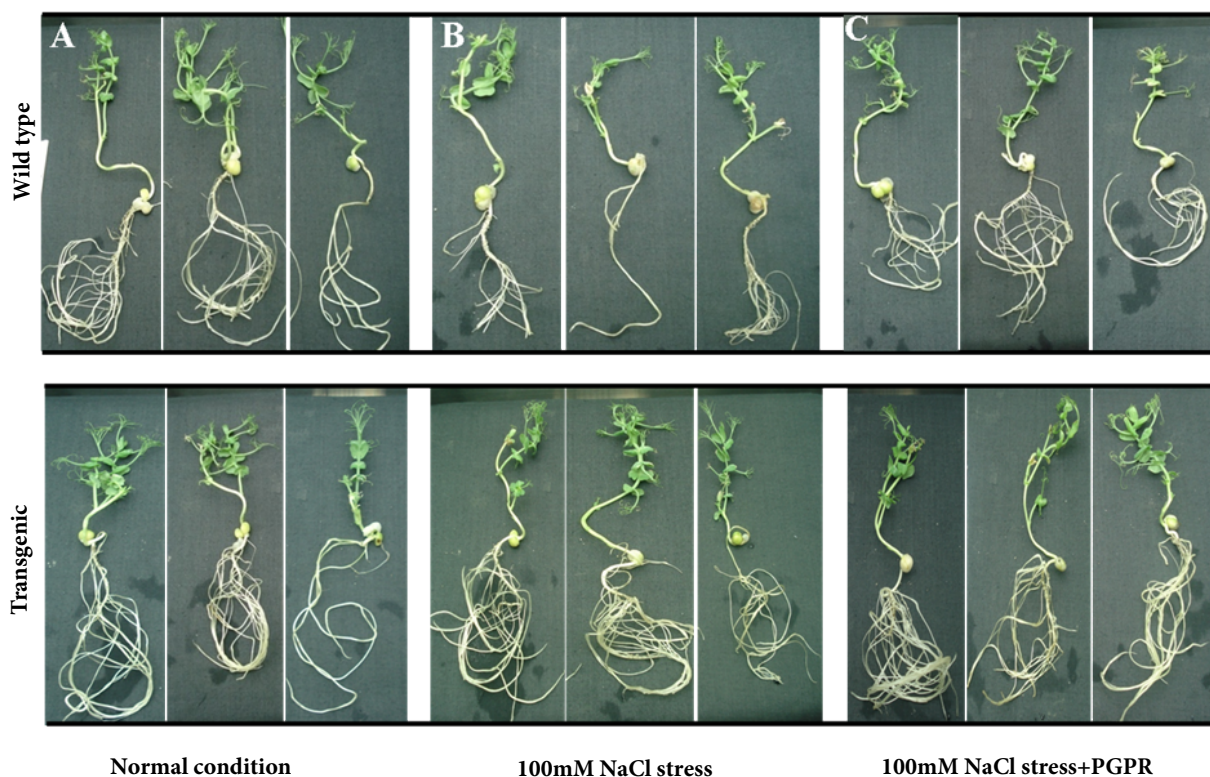 A B C
Wild type
Transgenic
Normal condition 100mM NaCl stress 100mM NaCl stress+PGPR